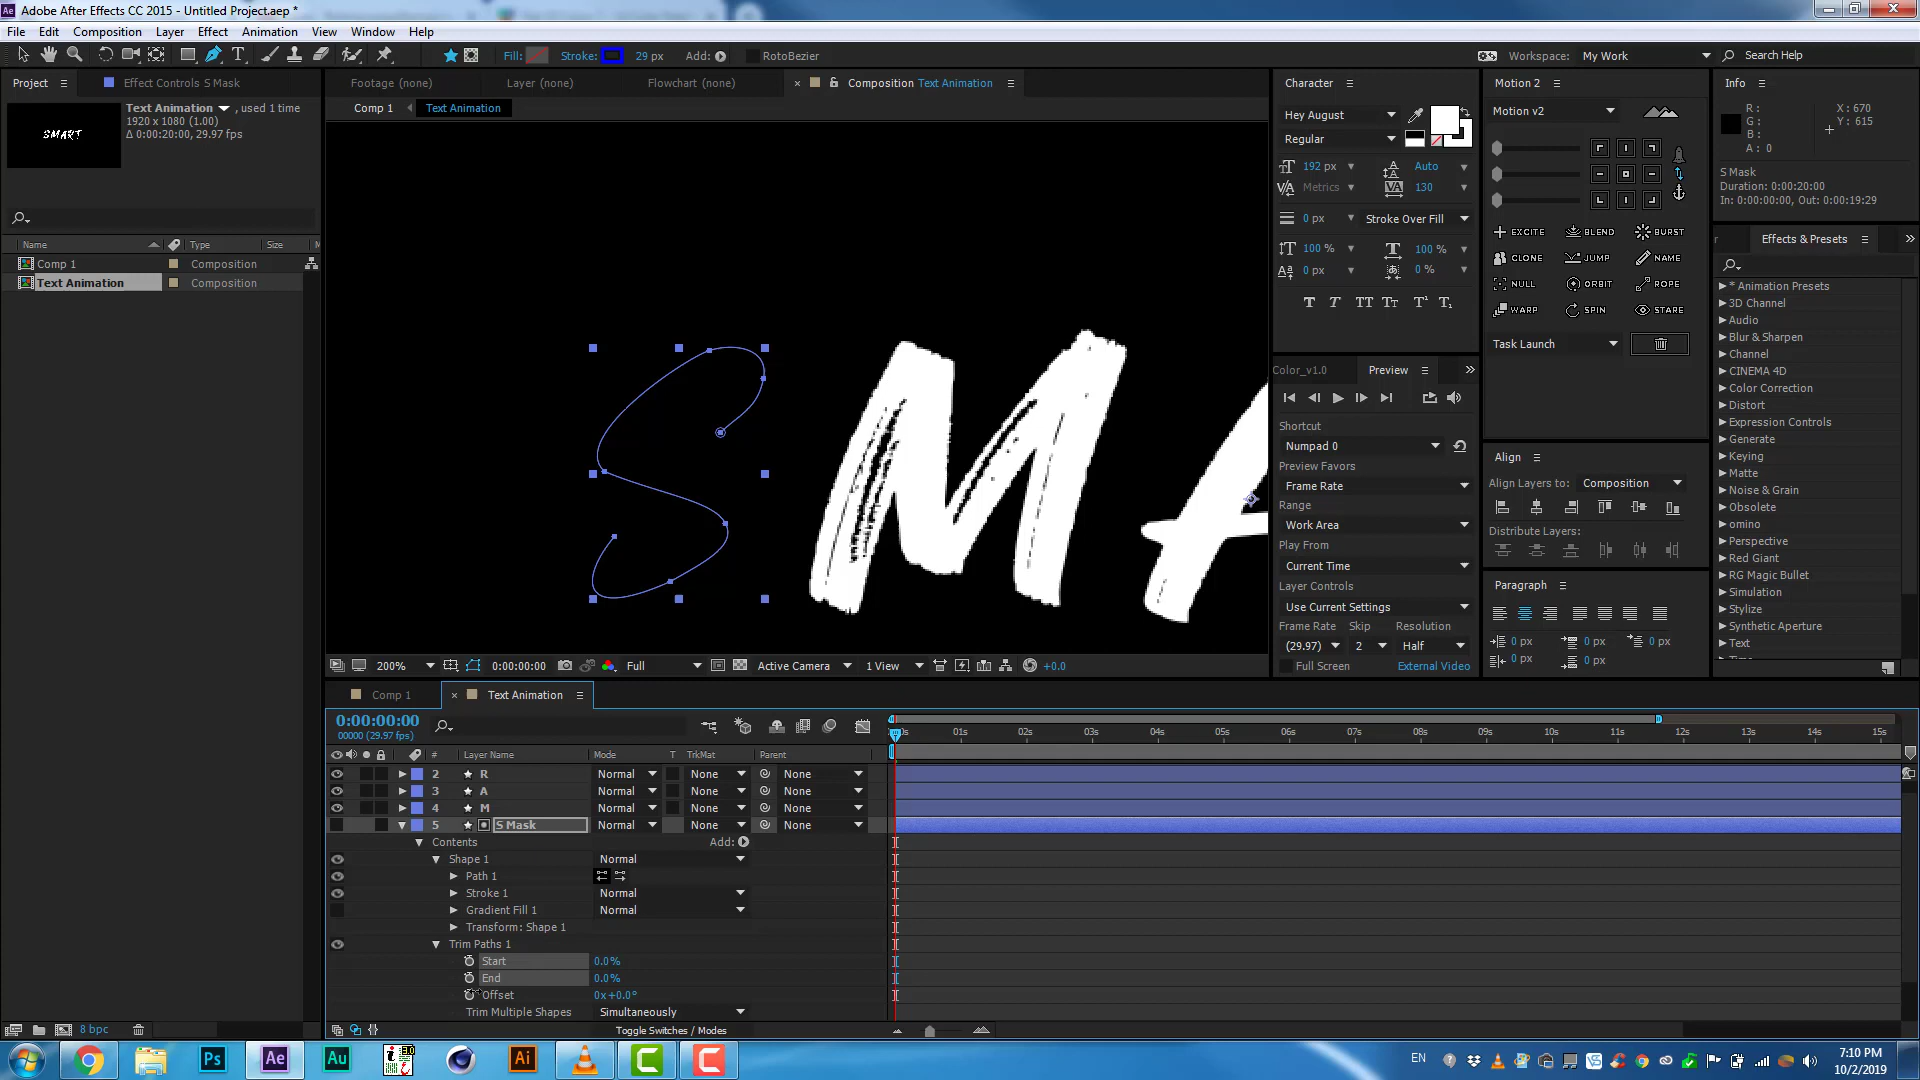 Adobe After Effects CC 2015 - Untitled Project.aep *
File Edit Composition Layer Effect Animation View Window Help
Fill: Stroke: 29 px Add: RotoBezier Workspace: My Work Search Help
Project Effect Controls S Mask Footage (none) Layer (none) Flowchart (none) Composition Text Animation Character Motion 2 Info
Comp 1 Text Animation
Text Animation , used 1 time
1920 x 1080 (1.00)
Δ 0:00:20:00, 29.97 fps
SMART
Name Type Size
Comp 1 Composition
Text Animation Composition
MA
Hey August
Regular
192 px Auto
Metrics 130
0 px Stroke Over Fill
100 % 100 %
0 px 0 %
T T TT Tt T¹ T₁
Motion v2
EXCITE BLEND BURST
CLONE JUMP NAME
NULL ORBIT ROPE
WARP SPIN STARE
Task Launch
R :
G :
B :
A : 0
X : 670
Y : 615
S Mask
Duration: 0:00:20:00
In: 0:00:00:00, Out: 0:00:19:29
Effects & Presets
* Animation Presets
3D Channel
Audio
Blur & Sharpen
Channel
CINEMA 4D
Color Correction
Distort
Expression Controls
Generate
Keying
Matte
Noise & Grain
Obsolete
omino
Perspective
Red Giant
RG Magic Bullet
Simulation
Stylize
Synthetic Aperture
Text
Color_v1.0 Preview
Shortcut
Numpad 0
Preview Favors
Frame Rate
Range
Work Area
Play From
Current Time
Layer Controls
Use Current Settings
Frame Rate Skip Resolution
(29.97) 2 Half
Full Screen External Video
Align
Align Layers to: Composition
Distribute Layers:
Paragraph
0 px 0 px 0 px
0 px 0 px
200% 0:00:00:00 Full Active Camera 1 View +0.0
Comp 1 Text Animation
0:00:00:00
00000 (29.97 fps)
# Layer Name Mode T TrkMat Parent
01s 02s 03s 04s 05s 06s 07s 08s 09s 10s 11s 12s 13s 14s 15s
2 R Normal None None
3 A Normal None None
4 M Normal None None
5 S Mask Normal None None
Contents Add:
Shape 1 Normal
Path 1
Stroke 1 Normal
Gradient Fill 1 Normal
Transform: Shape 1
Trim Paths 1
Start 0.0%
End 0.0%
Offset 0x+0.0°
Trim Multiple Shapes Simultaneously
8 bpc Toggle Switches / Modes
Ps Ae Au Ai
EN 7:10 PM
10/2/2019